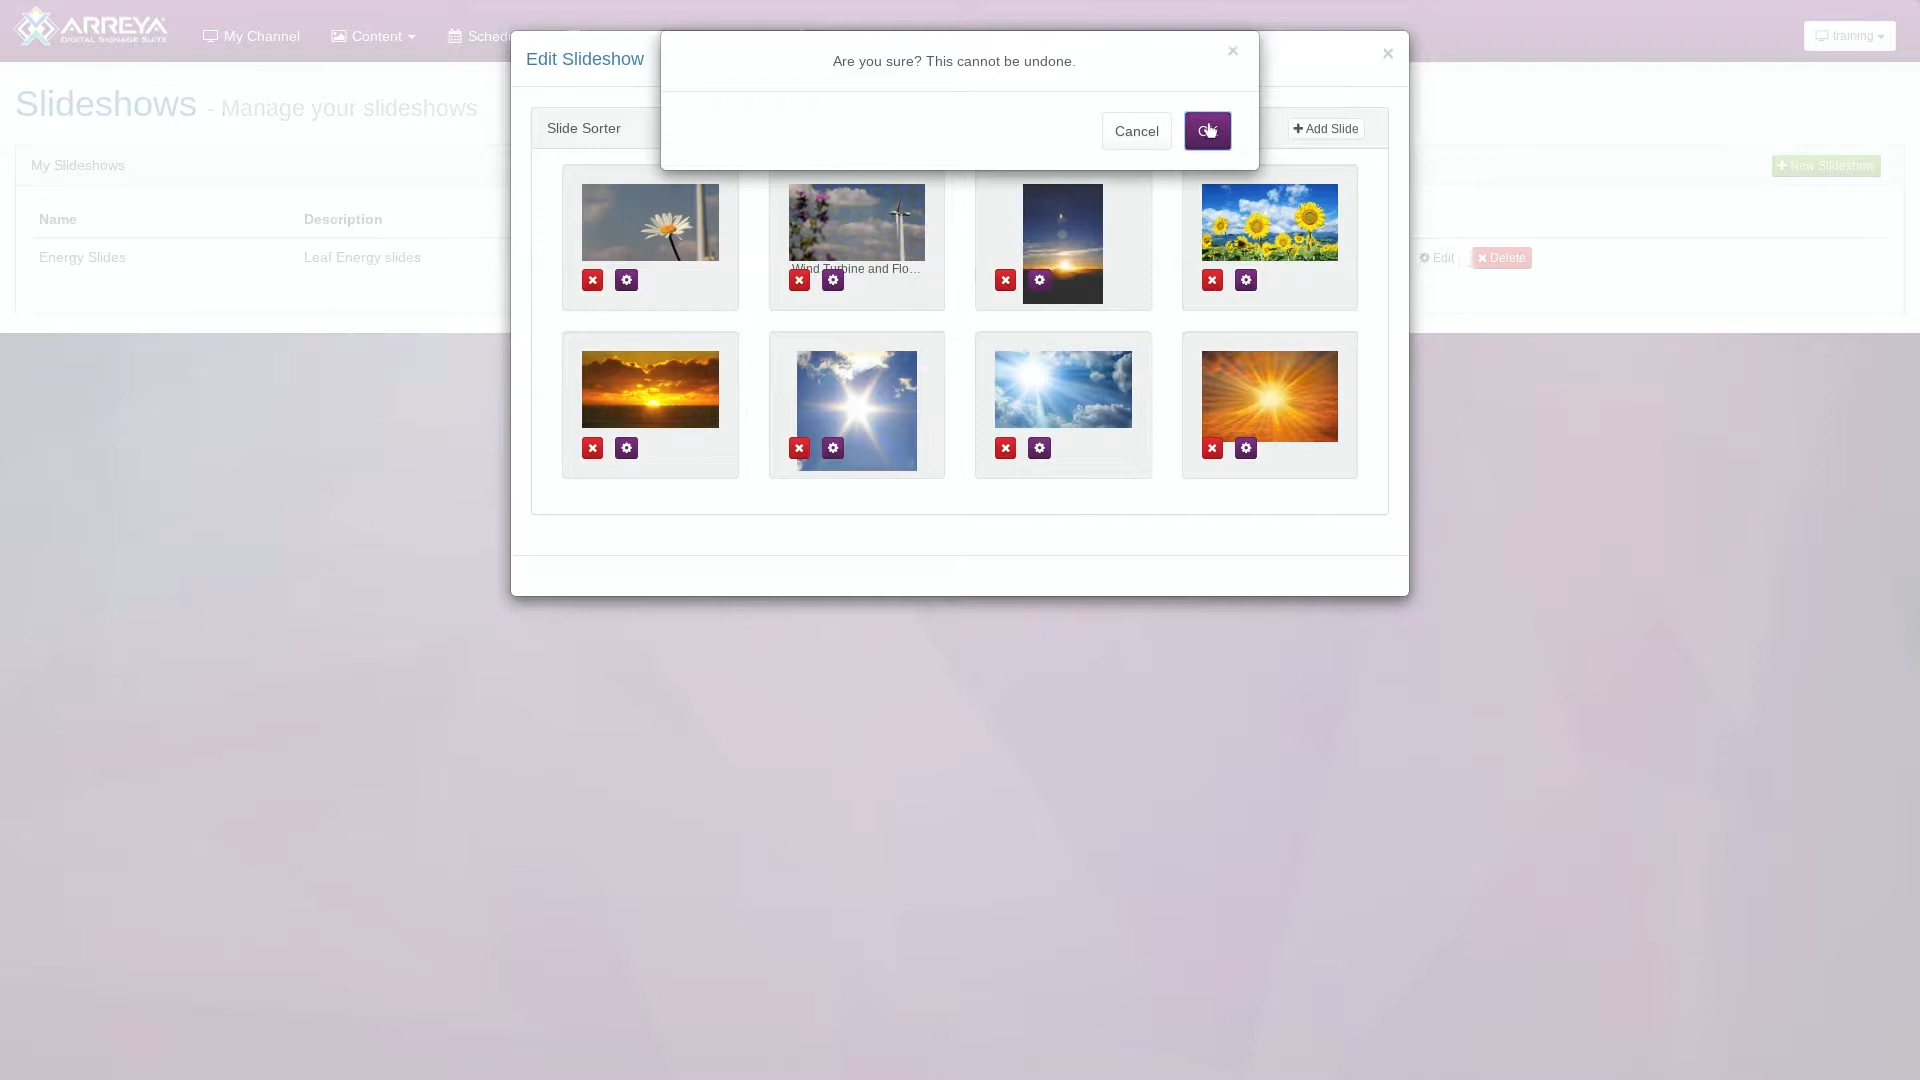 ARREYA
DIGITAL SIGNAGE SUITE
My Channel
Content
training
Edit Slideshow
×
Are you sure? This cannot be undone.
×
Cancel
Slideshows - Manage your slideshows
Slide Sorter
Add Slide
My Slideshows
New Slideshow
Name
Description
Energy Slides
Leaf Energy slides
Edit
Delete
Wind Turbine and Flo...